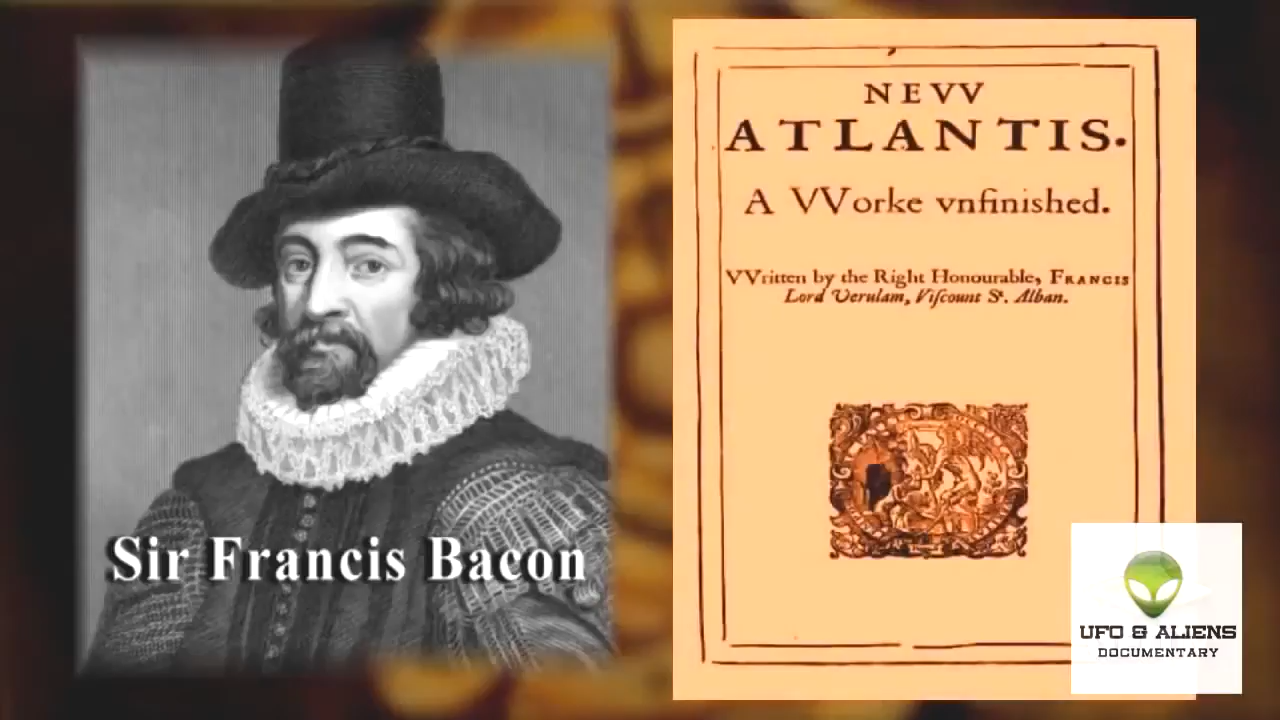 Sir Francis Bacon
NEVV
ATLANTIS.
A VVorke vnfinished.
VVritten by the Right Honourable, FRANCIS
Lord Verulam, Viſcount Sᵗ. Alban.
UFO & ALIENS
DOCUMENTARY